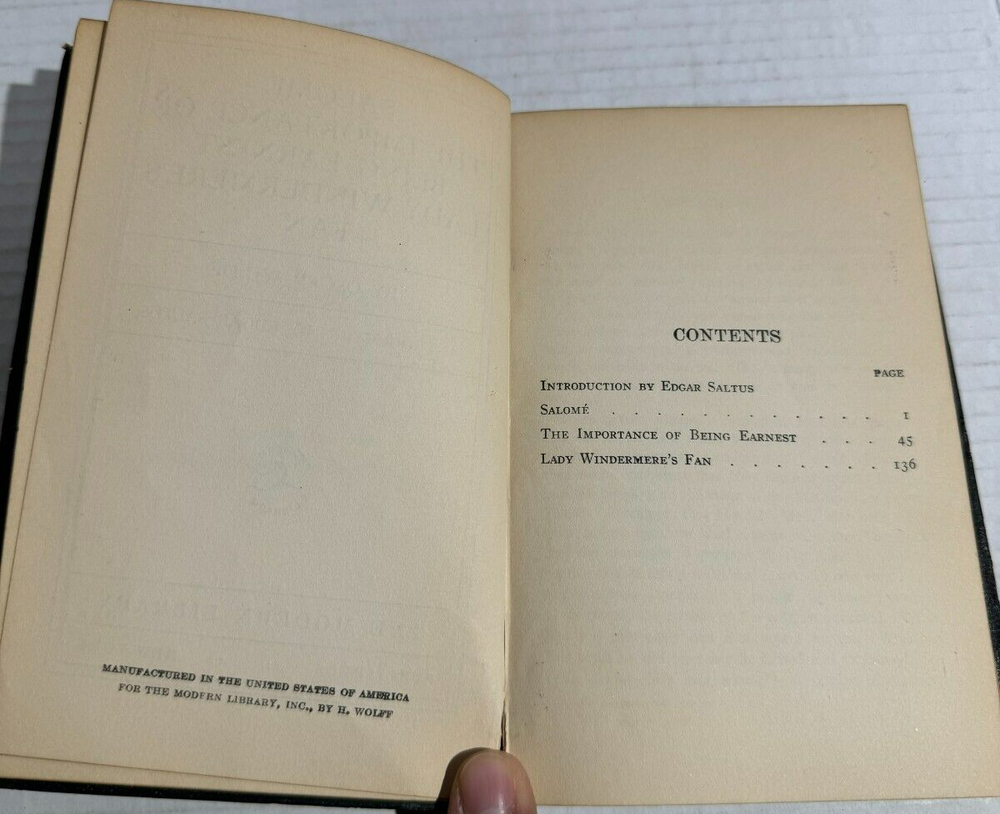 MANUFACTURED IN THE UNITED STATES OF AMERICA
FOR THE MODERN LIBRARY, INC., BY H. WOLFF
CONTENTS
PAGE
INTRODUCTION BY EDGAR SALTUS
SALOMÉ . . . . . . . . . . . . 1
THE IMPORTANCE OF BEING EARNEST . . . 45
LADY WINDERMERE'S FAN . . . . . . . 136